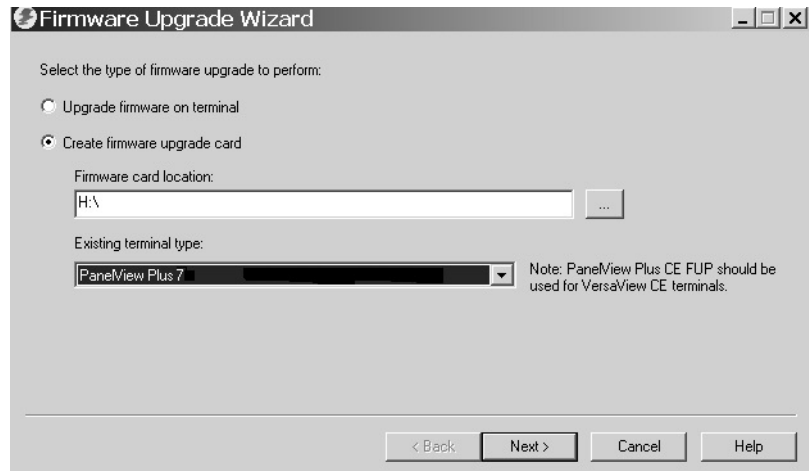 Firmware Upgrade Wizard
Select the type of firmware upgrade to perform:
Upgrade firmware on terminal
Create firmware upgrade card
Firmware card location:
H:\
...
Existing terminal type:
PanelView Plus 7
Note: PanelView Plus CE FUP should be
used for VersaView CE terminals.
< Back
Next >
Cancel
Help